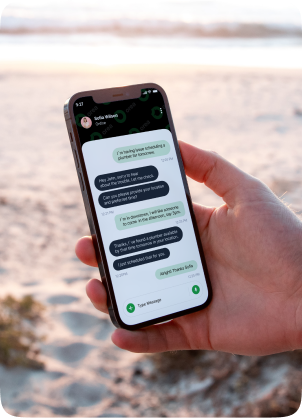 9:27
Sofia Wilson
Online
I'm having issue scheduling a
plumber for tomorrow.
Hey John, sorry to hear
about the trouble. Let me check.
Can you please provide your location
and preferred time?
I'm in downtown, I will like someone
to come in the afternoon, say 3pm.
Thanks, I've found a plumber available
by that time tomorrow in your location.
I just scheduled that for you.
Alright! Thanks Sofia
Type Message